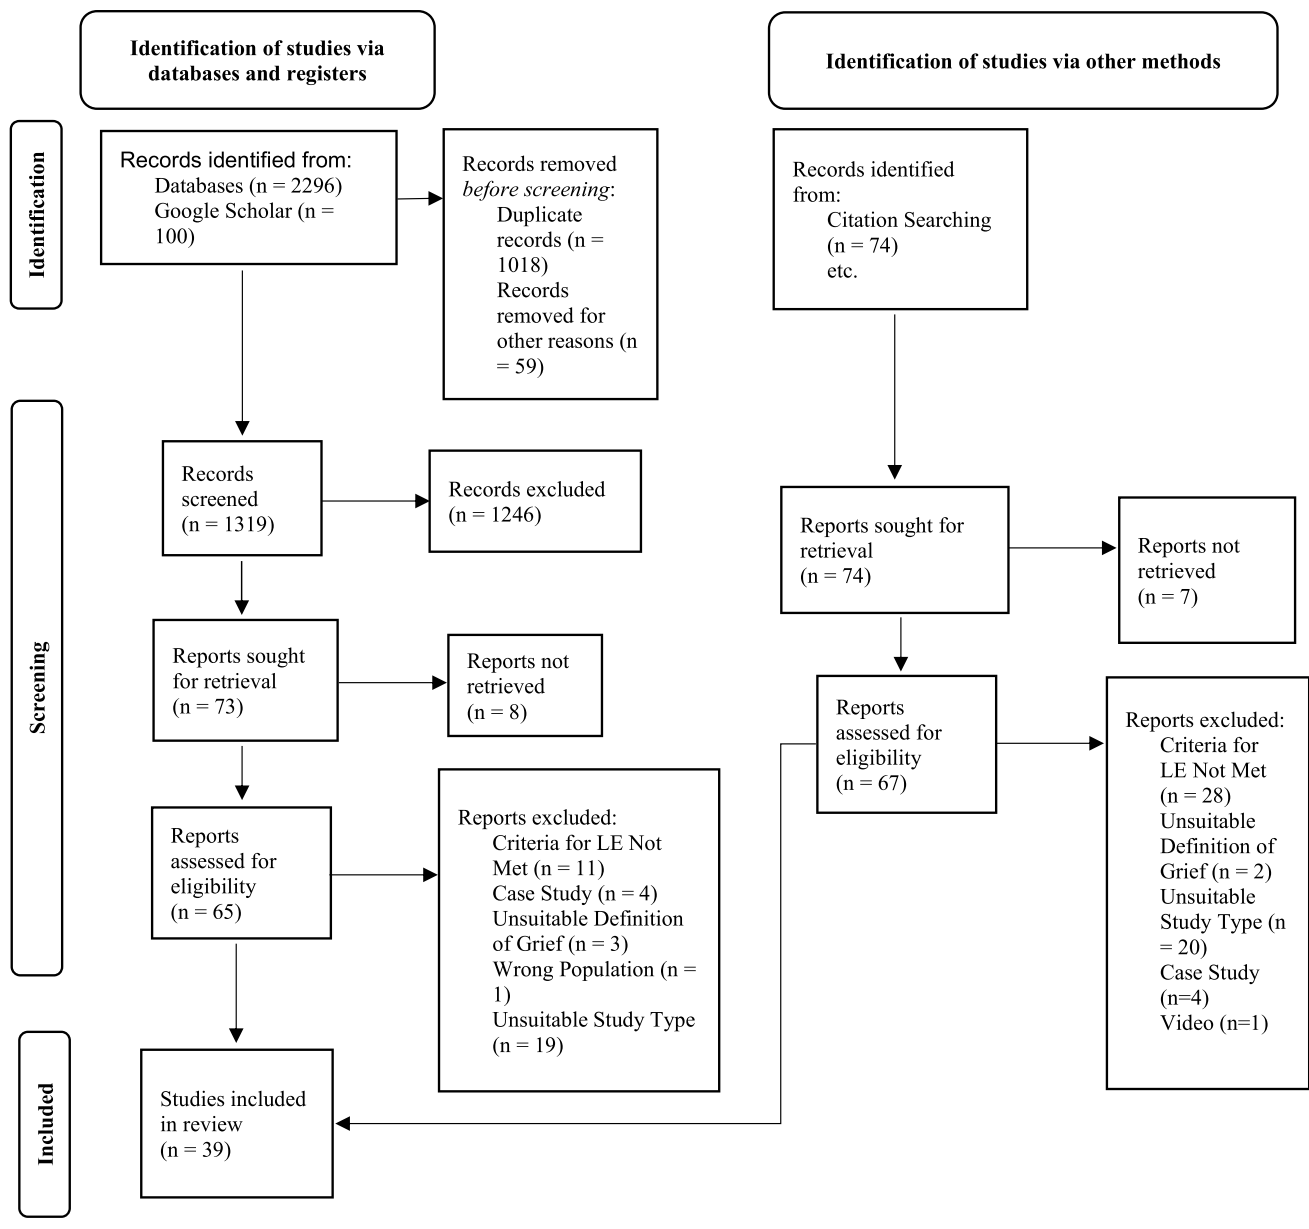 Identification of studies via
databases and registers
Identification of studies via other methods
Identification
Records identified from:
Databases (n = 2296)
Google Scholar (n =
100)
Records removed
before screening:
Duplicate
records (n =
1018)
Records
removed for
other reasons (n
= 59)
Records identified
from:
Citation Searching
(n = 74)
etc.
Screening
Records
screened
(n = 1319)
Records excluded
(n = 1246)
Reports sought for
retrieval
(n = 74)
Reports not
retrieved
(n = 7)
Reports sought
for retrieval
(n = 73)
Reports not
retrieved
(n = 8)
Reports
assessed for
eligibility
(n = 67)
Reports excluded:
Criteria for
LE Not Met
(n = 28)
Unsuitable
Definition of
Grief (n = 2)
Unsuitable
Study Type (n
= 20)
Case Study
(n=4)
Video (n=1)
Reports
assessed for
eligibility
(n = 65)
Reports excluded:
Criteria for LE Not
Met (n = 11)
Case Study (n = 4)
Unsuitable Definition
of Grief (n = 3)
Wrong Population (n =
1)
Unsuitable Study Type
(n = 19)
Included
Studies included
in review
(n = 39)